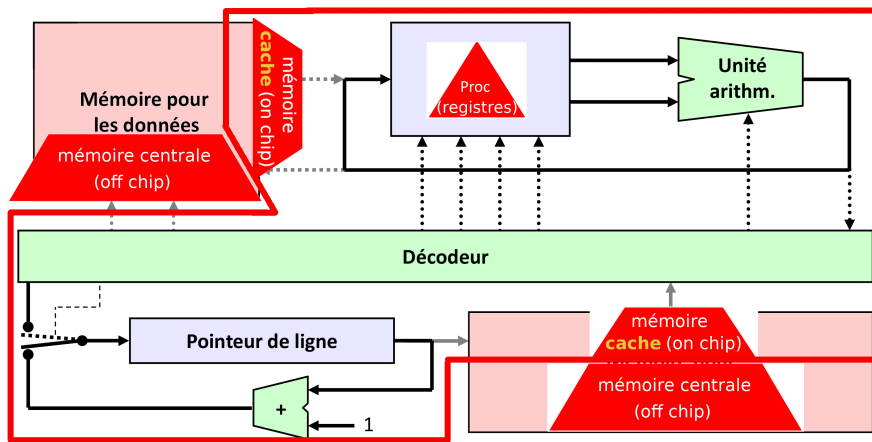 Mémoire pour
les données
mémoire centrale
(off chip)
mémoire
cache (on chip)
Proc
(registres)
Unité
arithm.
Décodeur
Pointeur de ligne
+
1
mémoire
cache (on chip)
mémoire centrale
(off chip)